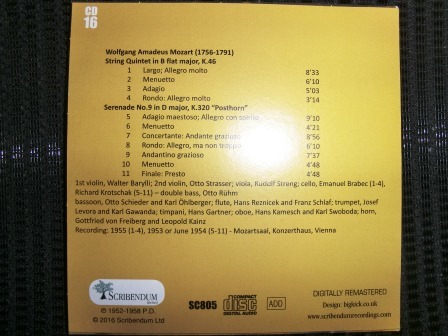 CD
16
Wolfgang Amadeus Mozart (1756-1791)
String Quintet in B flat major, K.46
1 Largo; Allegro molto 8'33
2 Menuetto 6'10
3 Adagio 5'03
4 Rondo: Allegro molto 3'14
Serenade No.9 in D major, K.320 "Posthorn"
5 Adagio maestoso; Allegro con spirito 9'10
6 Menuetto 4'21
7 Concertante: Andante grazioso 8'56
8 Rondo: Allegro, ma non troppo 6'10
9 Andantino grazioso 7'37
10 Menuetto 4'48
11 Finale: Presto 4'48
1st violin, Walter Barylli; 2nd violin, Otto Strasser; viola, Rudolf Streng; cello, Emanuel Brabec (1-4),
Richard Krotschak (5-11) – double bass, Otto Rühm
bassoon, Otto Schieder and Karl Öhlberger; flute, Hans Reznicek and Franz Schlaf; trumpet, Josef
Levora and Karl Gawanda; timpani, Hans Gartner; oboe, Hans Kamesch and Karl Swoboda; horn,
Gottfried von Freiberg and Leopold Kainz
Recording: 1955 (1-4), 1953 or June 1954 (5-11) - Mozartsaal, Konzerthaus, Vienna
SCRIBENDUM
℗ 1952-1958 P.D.
© 2016 Scribendum Ltd
SC805
COMPACT
disc
DIGITAL AUDIO
ADD
DIGITALLY REMASTERED
Design: bigkick.co.uk
www.scribendumrecordings.com